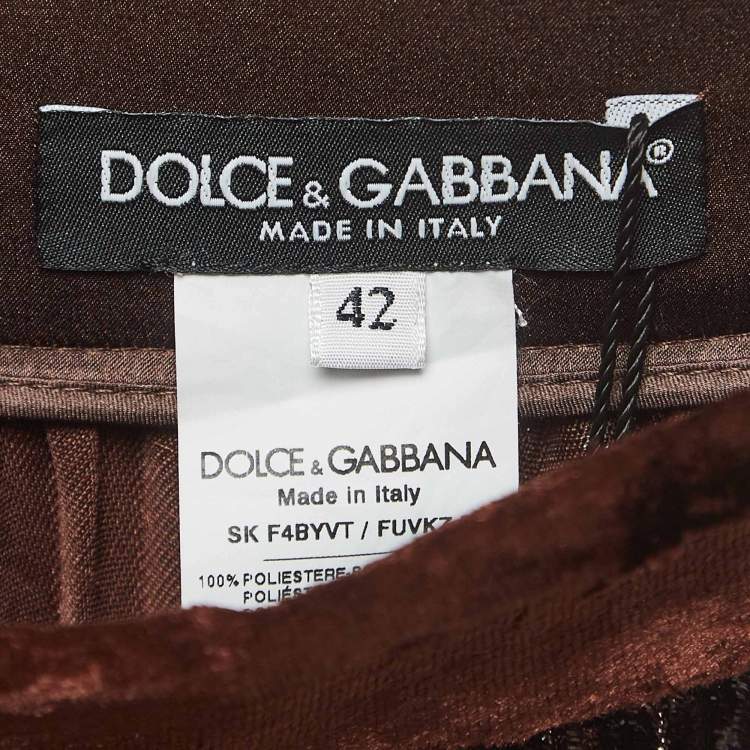 DOLCE & GABBANA®
MADE IN ITALY
42
DOLCE & GABBANA
Made in Italy
SK F4BYVT / FUVKZ
100% POLIESTERE